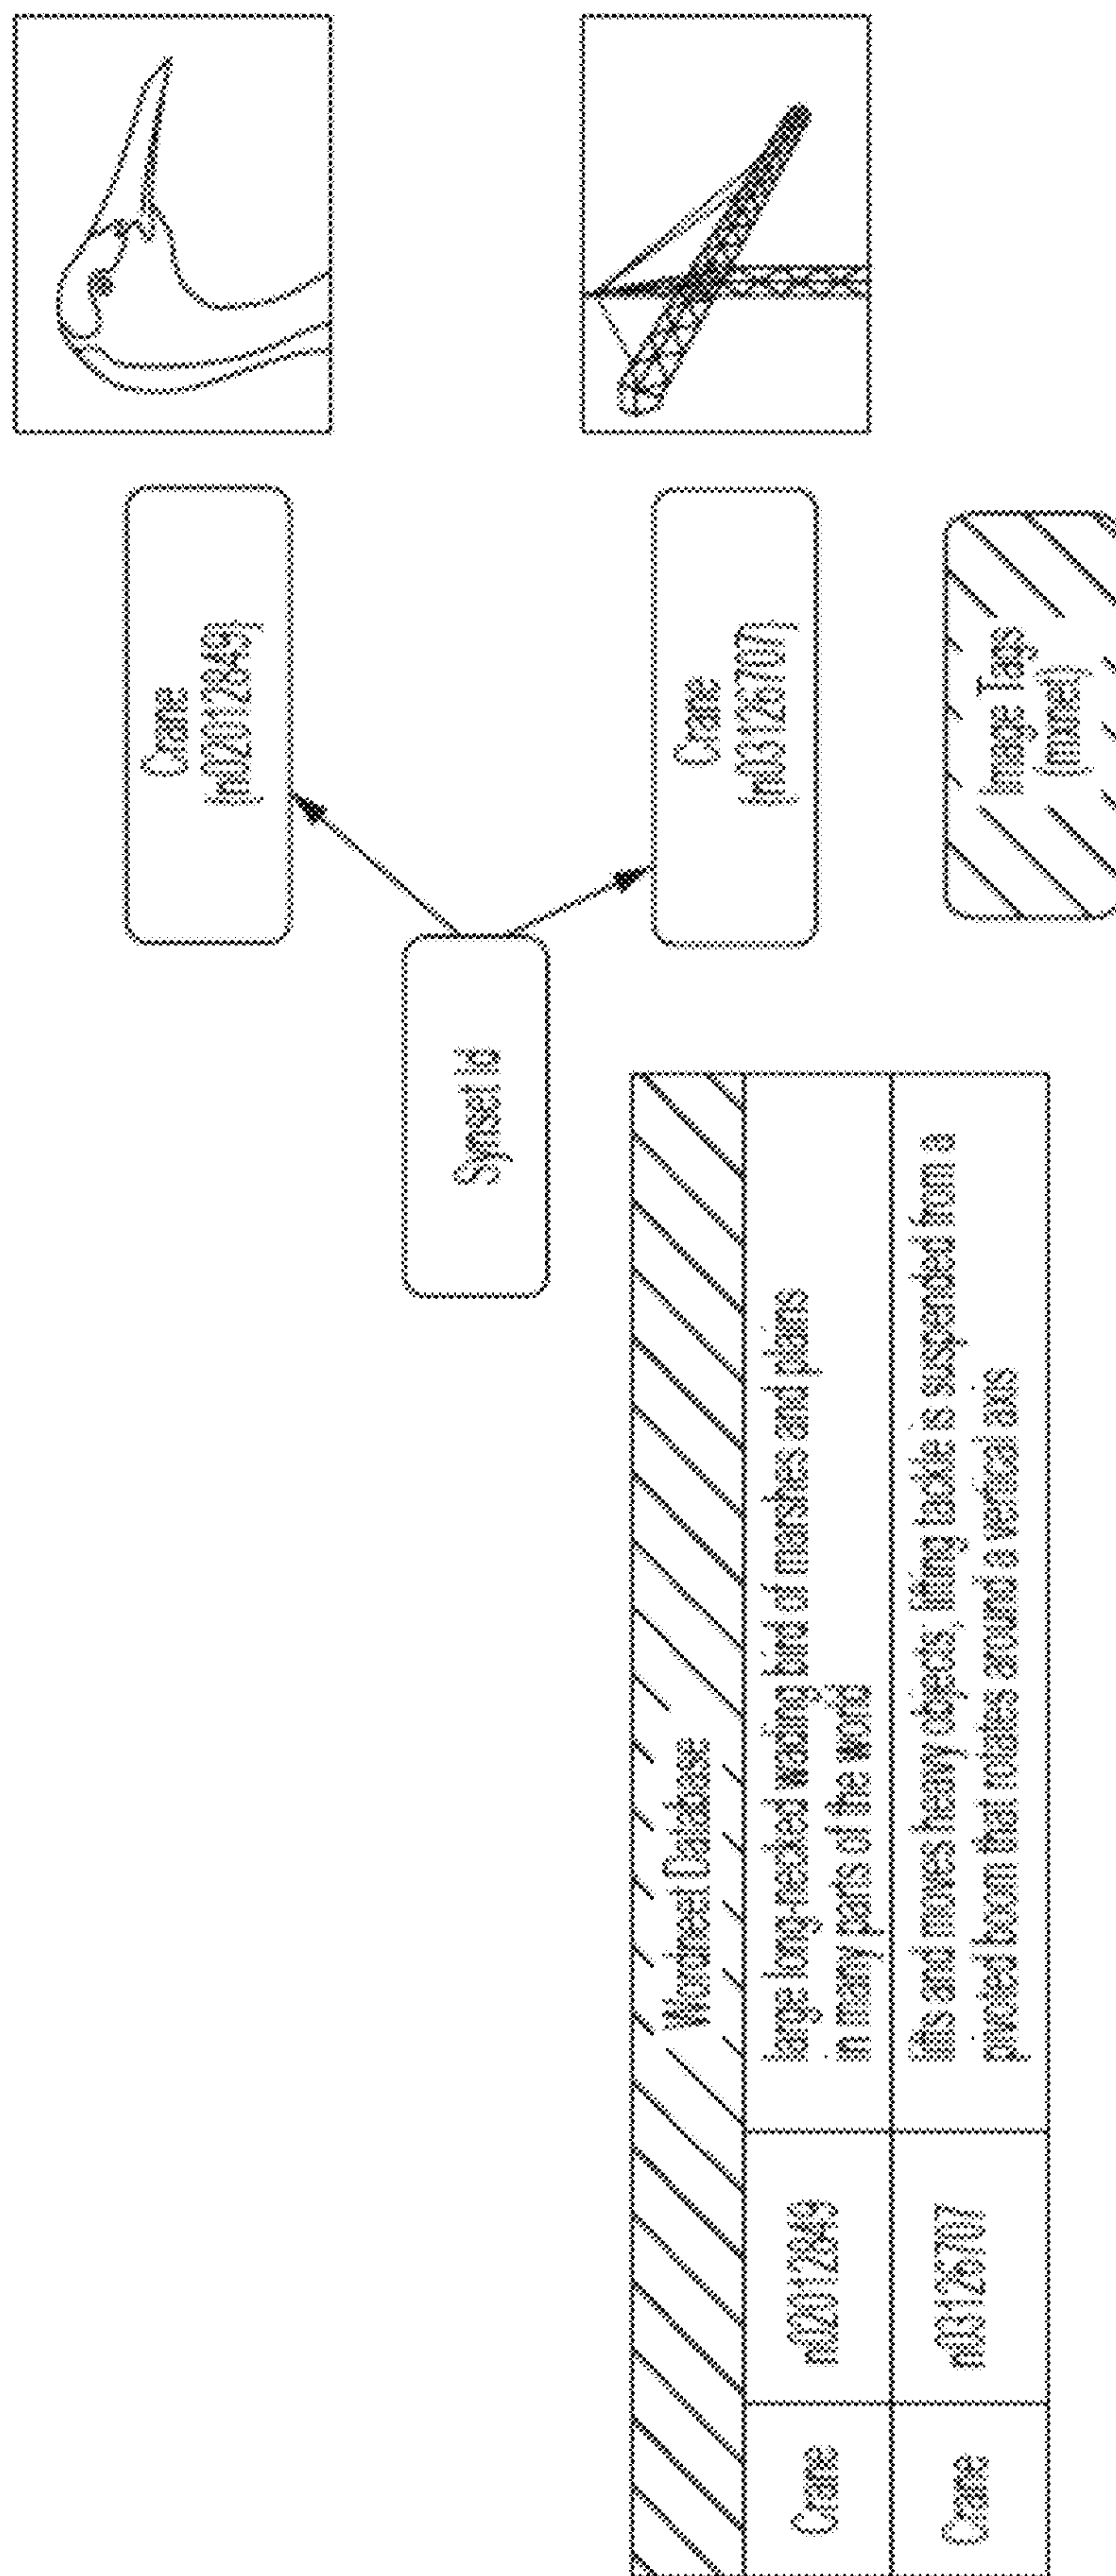 Synset Id
Crane
[n02012849]
Crane
[n03126707]
Image Tags
Wordnet Database
Crane
n02012849
large long-necked wading bird of marshes and plains
in many parts of the world
Crane
n03126707
lifts and moves heavy objects; lifting tackle is suspended from a
pivoted boom that rotates around a vertical axis